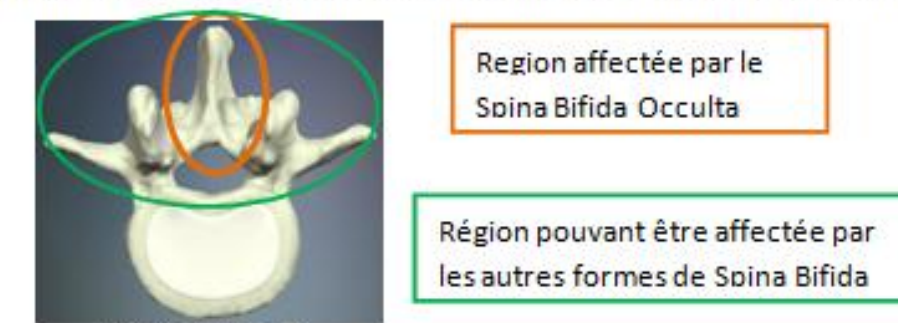 Region affectée par le
Spina Bifida Occulta
Région pouvant être affectée par
les autres formes de Spina Bifida